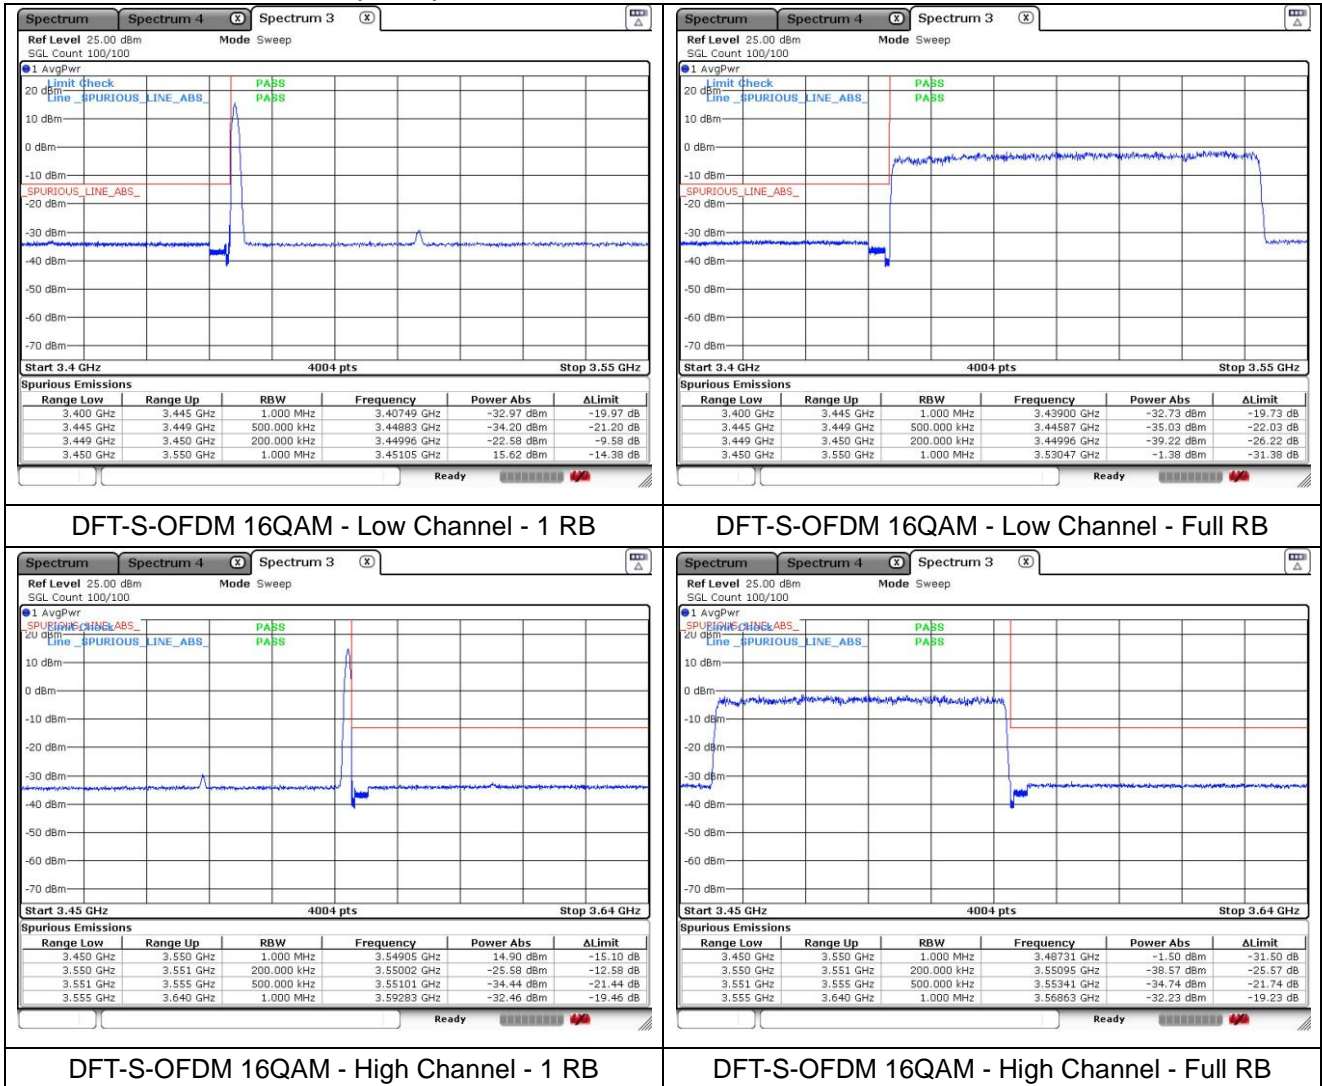 Spectrum Spectrum 4 X Spectrum 3 X
Ref Level 25.00 dBm Mode Sweep
SGL Count 100/100
1 AvgPwr
Limit Check PASS
20 dBm
Line _SPURIOUS_LINE_ABS_ PASS
10 dBm
0 dBm
-10 dBm
_SPURIOUS_LINE_ABS_
-20 dBm
-30 dBm
-40 dBm
-50 dBm
-60 dBm
-70 dBm
Start 3.4 GHz 4004 pts Stop 3.55 GHz
Spurious Emissions
Range Low Range Up RBW Frequency Power Abs ΔLimit
3.400 GHz 3.445 GHz 1.000 MHz 3.40749 GHz -32.97 dBm -19.97 dB
3.445 GHz 3.449 GHz 500.000 kHz 3.44883 GHz -34.20 dBm -21.20 dB
3.449 GHz 3.450 GHz 200.000 kHz 3.44996 GHz -22.58 dBm -9.58 dB
3.450 GHz 3.550 GHz 1.000 MHz 3.45105 GHz 15.62 dBm -14.38 dB
Ready
DFT-S-OFDM 16QAM - Low Channel - 1 RB
Spectrum Spectrum 4 X Spectrum 3 X
Ref Level 25.00 dBm Mode Sweep
SGL Count 100/100
1 AvgPwr
Limit Check PASS
20 dBm
Line _SPURIOUS_LINE_ABS_ PASS
10 dBm
0 dBm
-10 dBm
_SPURIOUS_LINE_ABS_
-20 dBm
-30 dBm
-40 dBm
-50 dBm
-60 dBm
-70 dBm
Start 3.4 GHz 4004 pts Stop 3.55 GHz
Spurious Emissions
Range Low Range Up RBW Frequency Power Abs ΔLimit
3.400 GHz 3.445 GHz 1.000 MHz 3.43900 GHz -32.73 dBm -19.73 dB
3.445 GHz 3.449 GHz 500.000 kHz 3.44587 GHz -35.03 dBm -22.03 dB
3.449 GHz 3.450 GHz 200.000 kHz 3.44996 GHz -39.22 dBm -26.22 dB
3.450 GHz 3.550 GHz 1.000 MHz 3.53047 GHz -1.38 dBm -31.38 dB
Ready
DFT-S-OFDM 16QAM - Low Channel - Full RB
Spectrum Spectrum 4 X Spectrum 3 X
Ref Level 25.00 dBm Mode Sweep
SGL Count 100/100
1 AvgPwr
_SPURIOUS_LINE_ABS_
Limit Check PASS
20 dBm
Line _SPURIOUS_LINE_ABS_ PASS
10 dBm
0 dBm
-10 dBm
-20 dBm
-30 dBm
-40 dBm
-50 dBm
-60 dBm
-70 dBm
Start 3.45 GHz 4004 pts Stop 3.64 GHz
Spurious Emissions
Range Low Range Up RBW Frequency Power Abs ΔLimit
3.450 GHz 3.550 GHz 1.000 MHz 3.54905 GHz 14.90 dBm -15.10 dB
3.550 GHz 3.551 GHz 200.000 kHz 3.55002 GHz -25.58 dBm -12.58 dB
3.551 GHz 3.555 GHz 500.000 kHz 3.55101 GHz -34.44 dBm -21.44 dB
3.555 GHz 3.640 GHz 1.000 MHz 3.59283 GHz -32.46 dBm -19.46 dB
Ready
DFT-S-OFDM 16QAM - High Channel - 1 RB
Spectrum Spectrum 4 X Spectrum 3 X
Ref Level 25.00 dBm Mode Sweep
SGL Count 100/100
1 AvgPwr
_SPURIOUS_LINE_ABS_
Limit Check PASS
20 dBm
Line _SPURIOUS_LINE_ABS_ PASS
10 dBm
0 dBm
-10 dBm
-20 dBm
-30 dBm
-40 dBm
-50 dBm
-60 dBm
-70 dBm
Start 3.45 GHz 4004 pts Stop 3.64 GHz
Spurious Emissions
Range Low Range Up RBW Frequency Power Abs ΔLimit
3.450 GHz 3.550 GHz 1.000 MHz 3.48731 GHz -1.50 dBm -31.50 dB
3.550 GHz 3.551 GHz 200.000 kHz 3.55095 GHz -38.57 dBm -25.57 dB
3.551 GHz 3.555 GHz 500.000 kHz 3.55341 GHz -34.74 dBm -21.74 dB
3.555 GHz 3.640 GHz 1.000 MHz 3.56863 GHz -32.23 dBm -19.23 dB
Ready
DFT-S-OFDM 16QAM - High Channel - Full RB